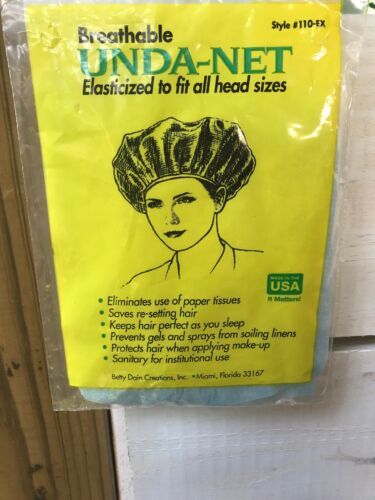 Style #110-EX
Breathable
UNDA-NET
Elasticized to fit all head sizes
MADE IN THE
USA
It Matters!
• Eliminates use of paper tissues
• Saves re-setting hair
• Keeps hair perfect as you sleep
• Prevents gels and sprays from soiling linens
• Protects hair when applying make-up
• Sanitary for institutional use
Betty Dain Creations, Inc. • Miami, Florida 33167